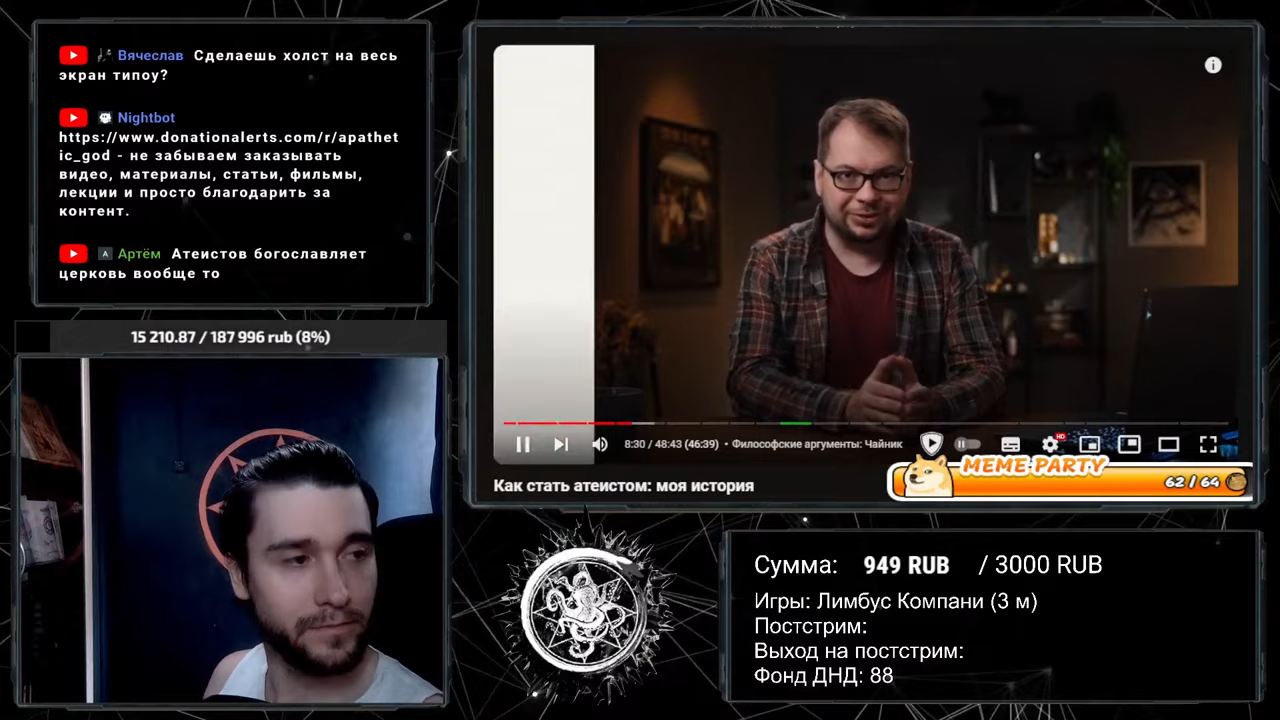 Вячеслав Сделаешь холст на весь
экран типоу?
Nightbot
https://www.donationalerts.com/r/apathet
ic_god - не забываем заказывать
видео, материалы, статьи, фильмы,
лекции и просто благодарить за
контент.
A Артём Атеистов богославляет
церковь вообще то
15 210.87 / 187 996 rub (8%)
8:30 / 48:43 (46:39) • Философские аргументы: Чайник
HD
Как стать атеистом: моя история
MEME PARTY
62 / 64
Сумма: 949 RUB / 3000 RUB
Игры: Лимбус Компани (3 м)
Постстрим:
Выход на постстрим:
Фонд ДНД: 88